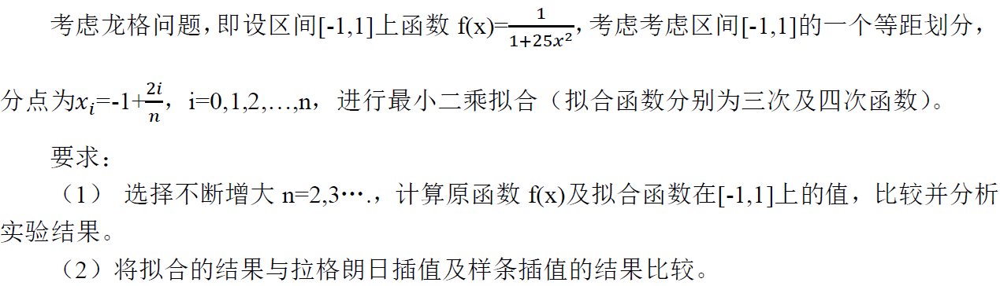 考虑龙格问题，即设区间[-1,1]上函数 f(x)=$\frac{1}{1+25x^2}$，考虑考虑区间[-1,1]的一个等距划分，
分点为$x_i$=-1+$\frac{2i}{n}$，i=0,1,2,…,n，进行最小二乘拟合（拟合函数分别为三次及四次函数）。
要求：
（1） 选择不断增大 n=2,3….，计算原函数 f(x)及拟合函数在[-1,1]上的值，比较并分析
实验结果。
（2）将拟合的结果与拉格朗日插值及样条插值的结果比较。